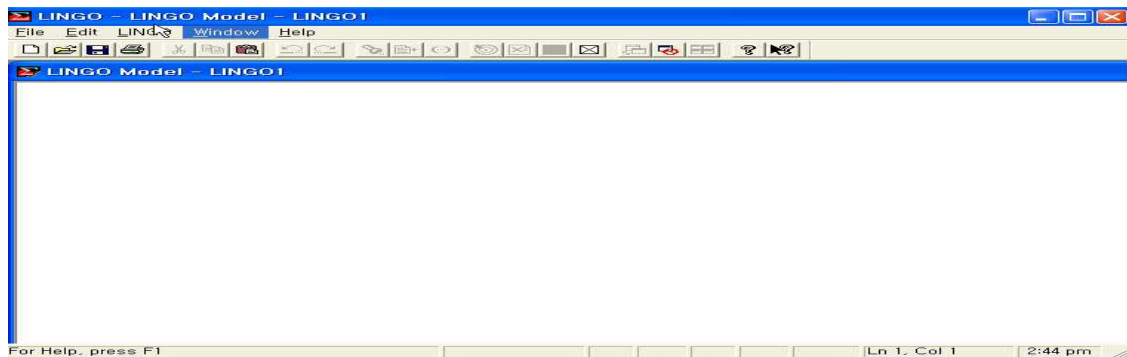 LINGO - LINGO Model - LINGO1
File Edit LINGO Window Help
LINGO Model - LINGO1
For Help, press F1 Ln 1, Col 1 2:44 pm